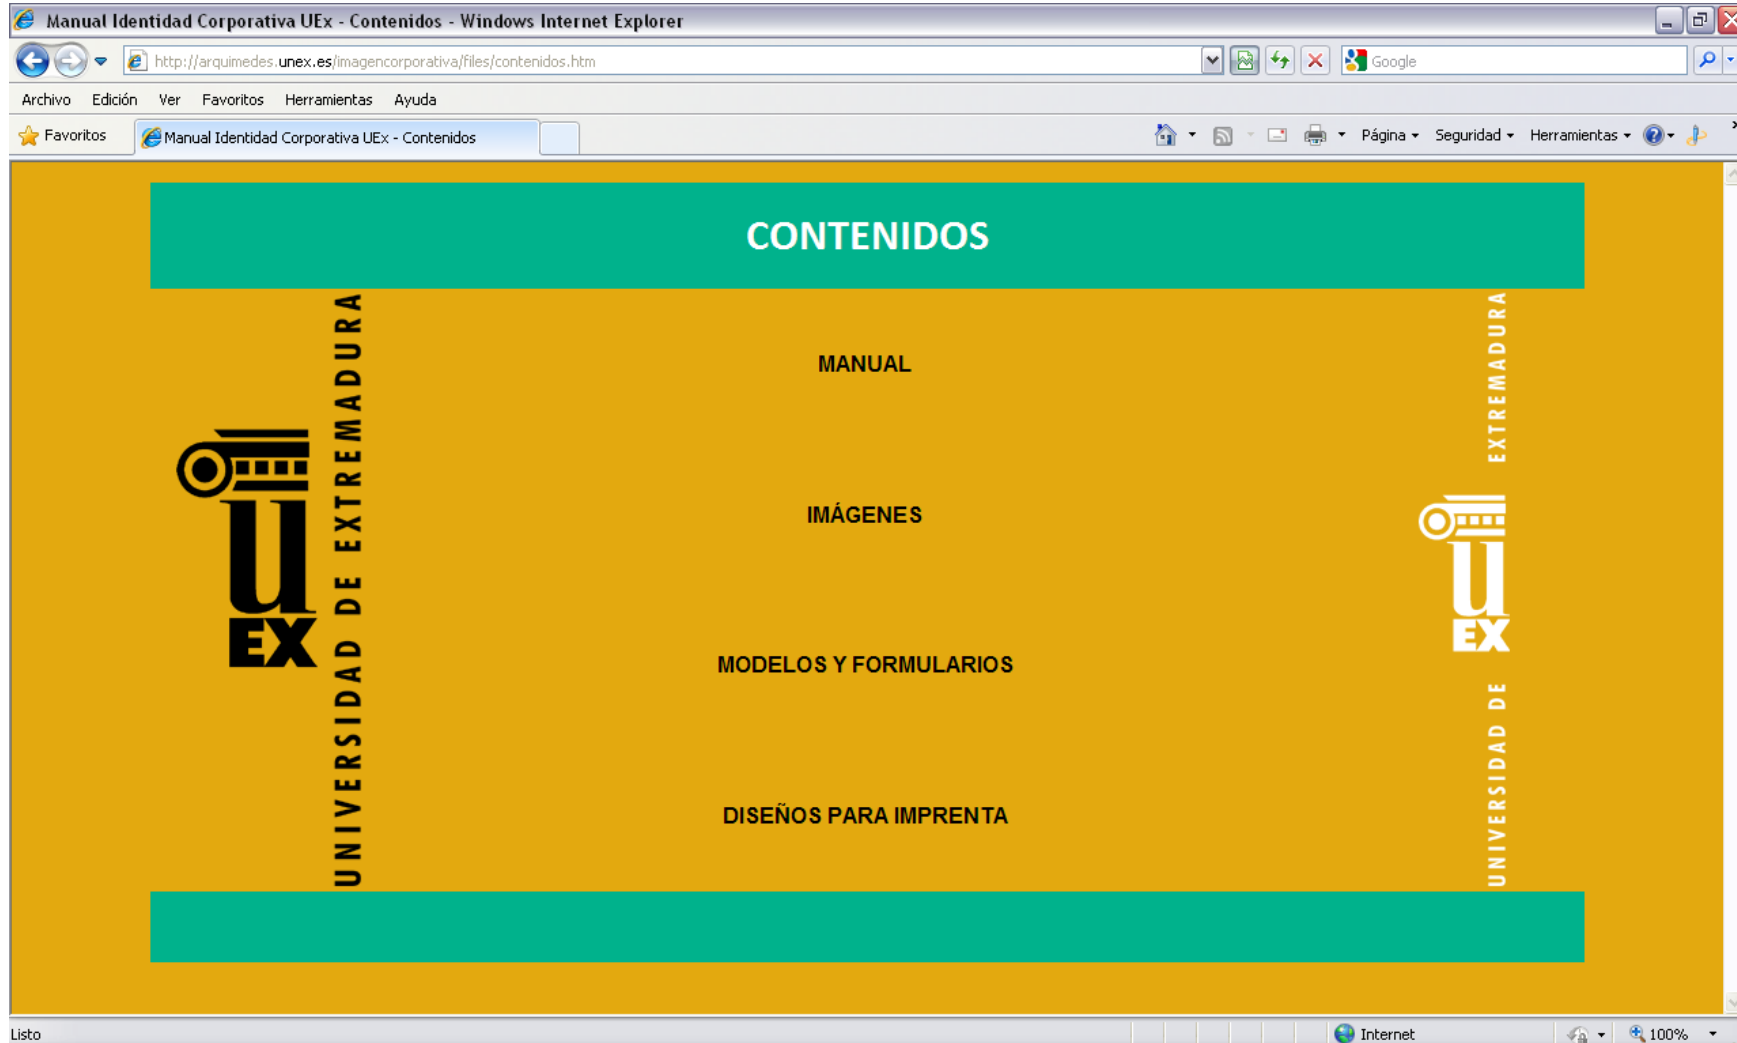 Manual Identidad Corporativa UEx - Contenidos - Windows Internet Explorer
http://arquimedes.unex.es/imagencorporativa/files/contenidos.htm
Google
Archivo Edición Ver Favoritos Herramientas Ayuda
Favoritos
Manual Identidad Corporativa UEx - Contenidos
Página
Seguridad
Herramientas
CONTENIDOS
UNIVERSIDAD DE EXTREMADURA
uEX
MANUAL
IMÁGENES
MODELOS Y FORMULARIOS
DISEÑOS PARA IMPRENTA
UNIVERSIDAD DE EXTREMADURA
uEX
Listo
Internet
100%